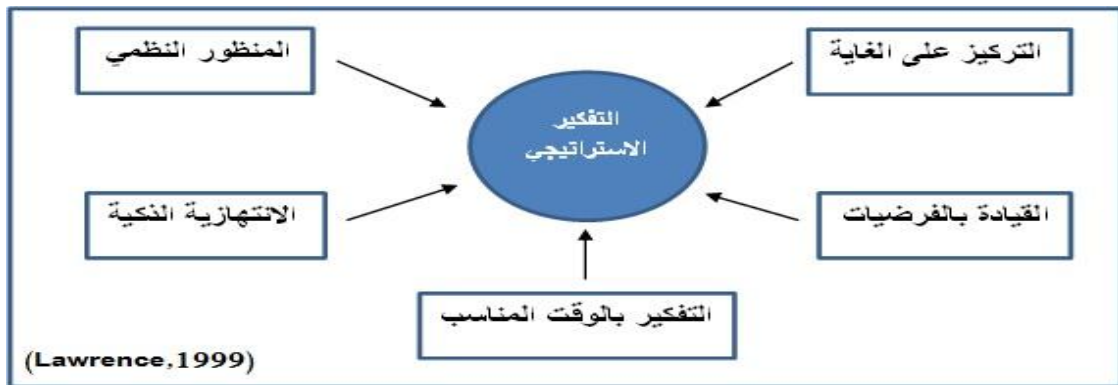 التركيز على الغاية
المنظور النظمي
التفكير
الاستراتيجي
القيادة بالفرضيات
الانتهازية الذكية
التفكير بالوقت المناسب
(Lawrence,1999)